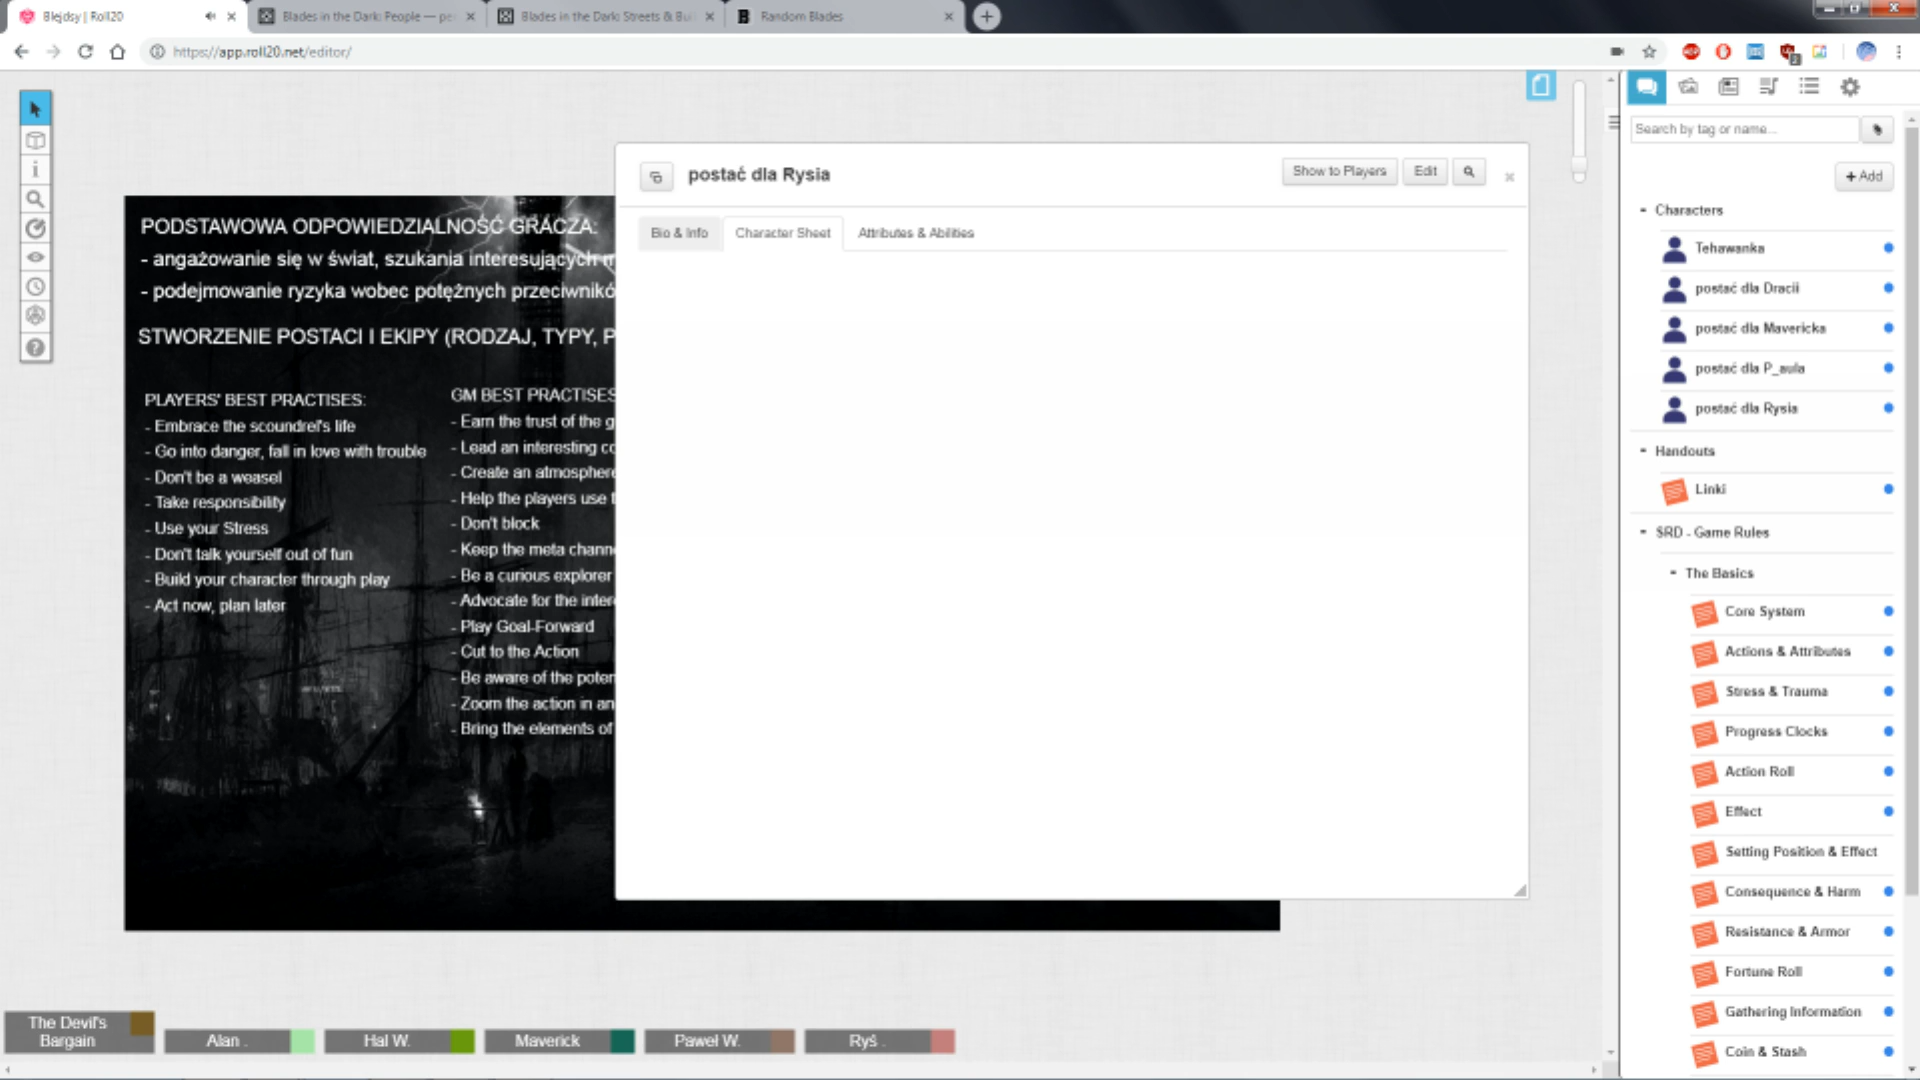 Blejdsy | Roll20
Blades in the Dark: People — pe
Blades in the Dark: Streets & Bui
Random Blades
https://app.roll20.net/editor/
Search by tag or name...
+ Add
postać dla Rysia
Show to Players
Edit
Bio & Info
Character Sheet
Attributes & Abilities
PODSTAWOWA ODPOWIEDZIALNOŚĆ GRACZA:
- angażowanie się w świat, szukania interesujących
- podejmowanie ryzyka wobec potężnych przeciwnikó
STWORZENIE POSTACI I EKIPY (RODZAJ, TYPY, P
PLAYERS' BEST PRACTISES:
- Embrace the scoundrel's life
- Go into danger, fall in love with trouble
- Don't be a weasel
- Take responsibility
- Use your Stress
- Don't talk yourself out of fun
- Build your character through play
- Act now, plan later
GM BEST PRACTISES
- Earn the trust of the g
- Lead an interesting co
- Create an atmosphere
- Help the players use t
- Don't block
- Keep the meta channe
- Be a curious explorer
- Advocate for the inter
- Play Goal-Forward
- Cut to the Action
- Be aware of the poten
- Zoom the action in an
- Bring the elements of
Characters
Tehawanka
postać dla Dracii
postać dla Mavericka
postać dla P_aula
postać dla Rysia
Handouts
Linki
SRD - Game Rules
The Basics
Core System
Actions & Attributes
Stress & Trauma
Progress Clocks
Action Roll
Effect
Setting Position & Effect
Consequence & Harm
Resistance & Armor
Fortune Roll
Gathering Information
Coin & Stash
The Devil's
Bargain
Alan .
Hal W.
Maverick
Paweł W.
Ryś .